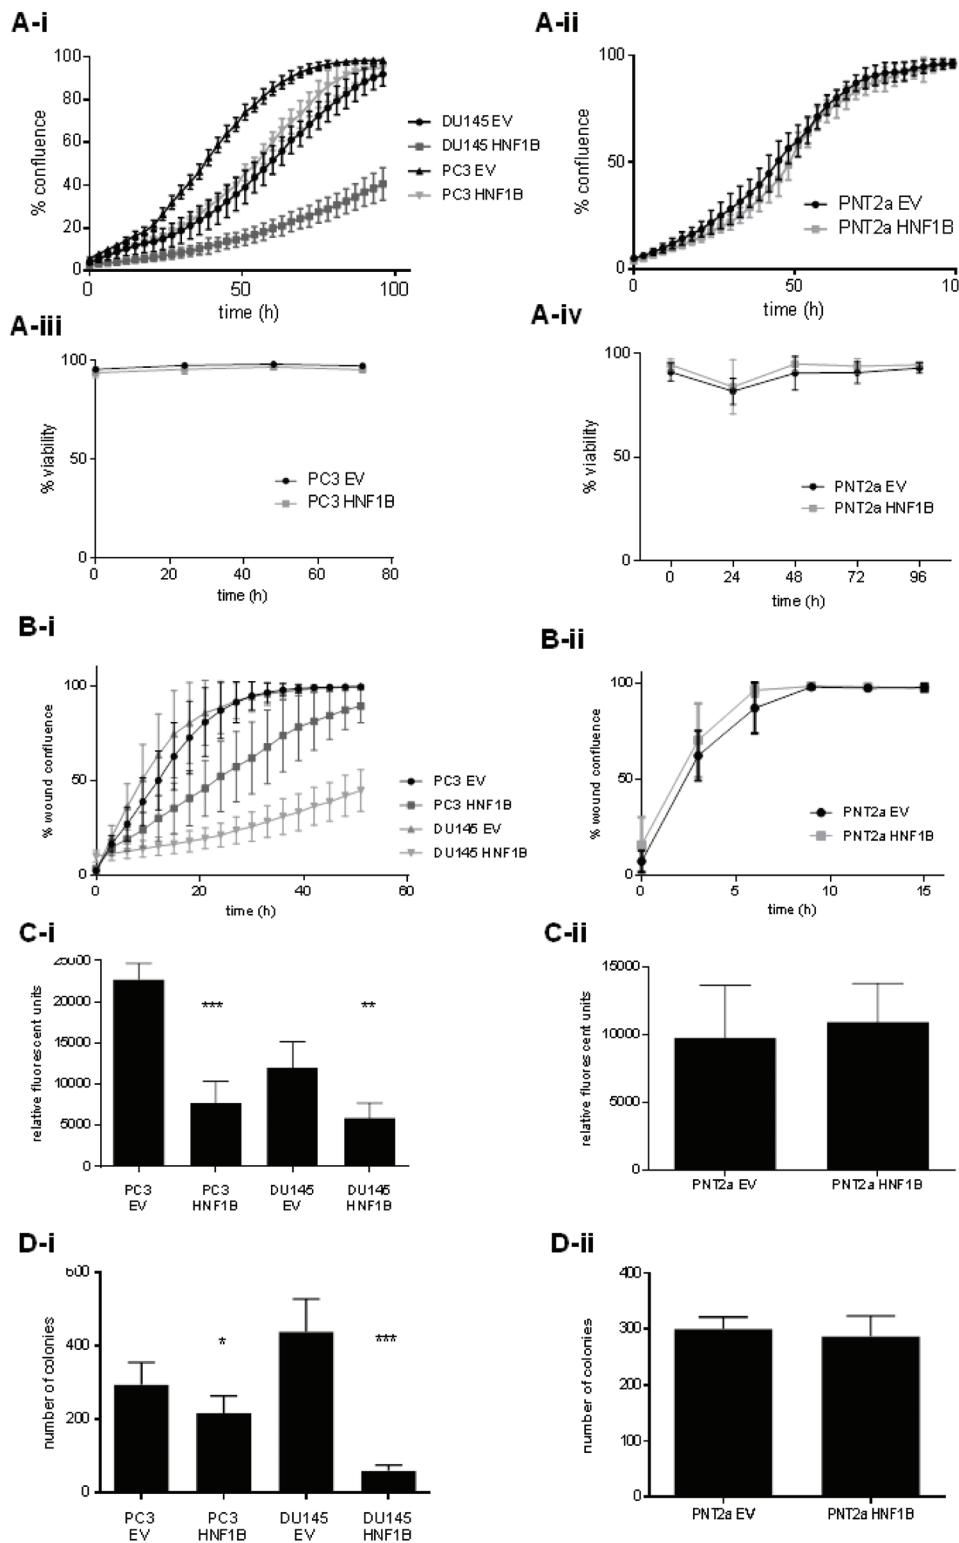 A-i
100
80
60
40
20
0
% confluence
0
50
100
time (h)
DU145 EV
DU145 HNF1B
PC3 EV
PC3 HNF1B
A-ii
100
50
0
% confluence
0
50
10
time (h)
PNT2a EV
PNT2a HNF1B
A-iii
100
50
0
% viability
0
20
40
60
80
time (h)
PC3 EV
PC3 HNF1B
A-iv
100
50
0
% viability
0
24
48
72
96
time (h)
PNT2a EV
PNT2a HNF1B
B-i
100
50
0
% wound confluence
0
20
40
60
time (h)
PC3 EV
PC3 HNF1B
DU145 EV
DU145 HNF1B
B-ii
100
50
0
% wound confluence
0
5
10
15
time (h)
PNT2a EV
PNT2a HNF1B
C-i
25000
20000
15000
10000
5000
0
relative fluorescent units
***
**
PC3
EV
PC3
HNF1B
DU145
EV
DU145
HNF1B
C-ii
15000
10000
5000
0
relative fluorescent units
PNT2a EV
PNT2a HNF1B
D-i
600
400
200
0
number of colonies
*
***
PC3
EV
PC3
HNF1B
DU145
EV
DU145
HNF1B
D-ii
400
300
200
100
0
number of colonies
PNT2a EV
PNT2a HNF1B